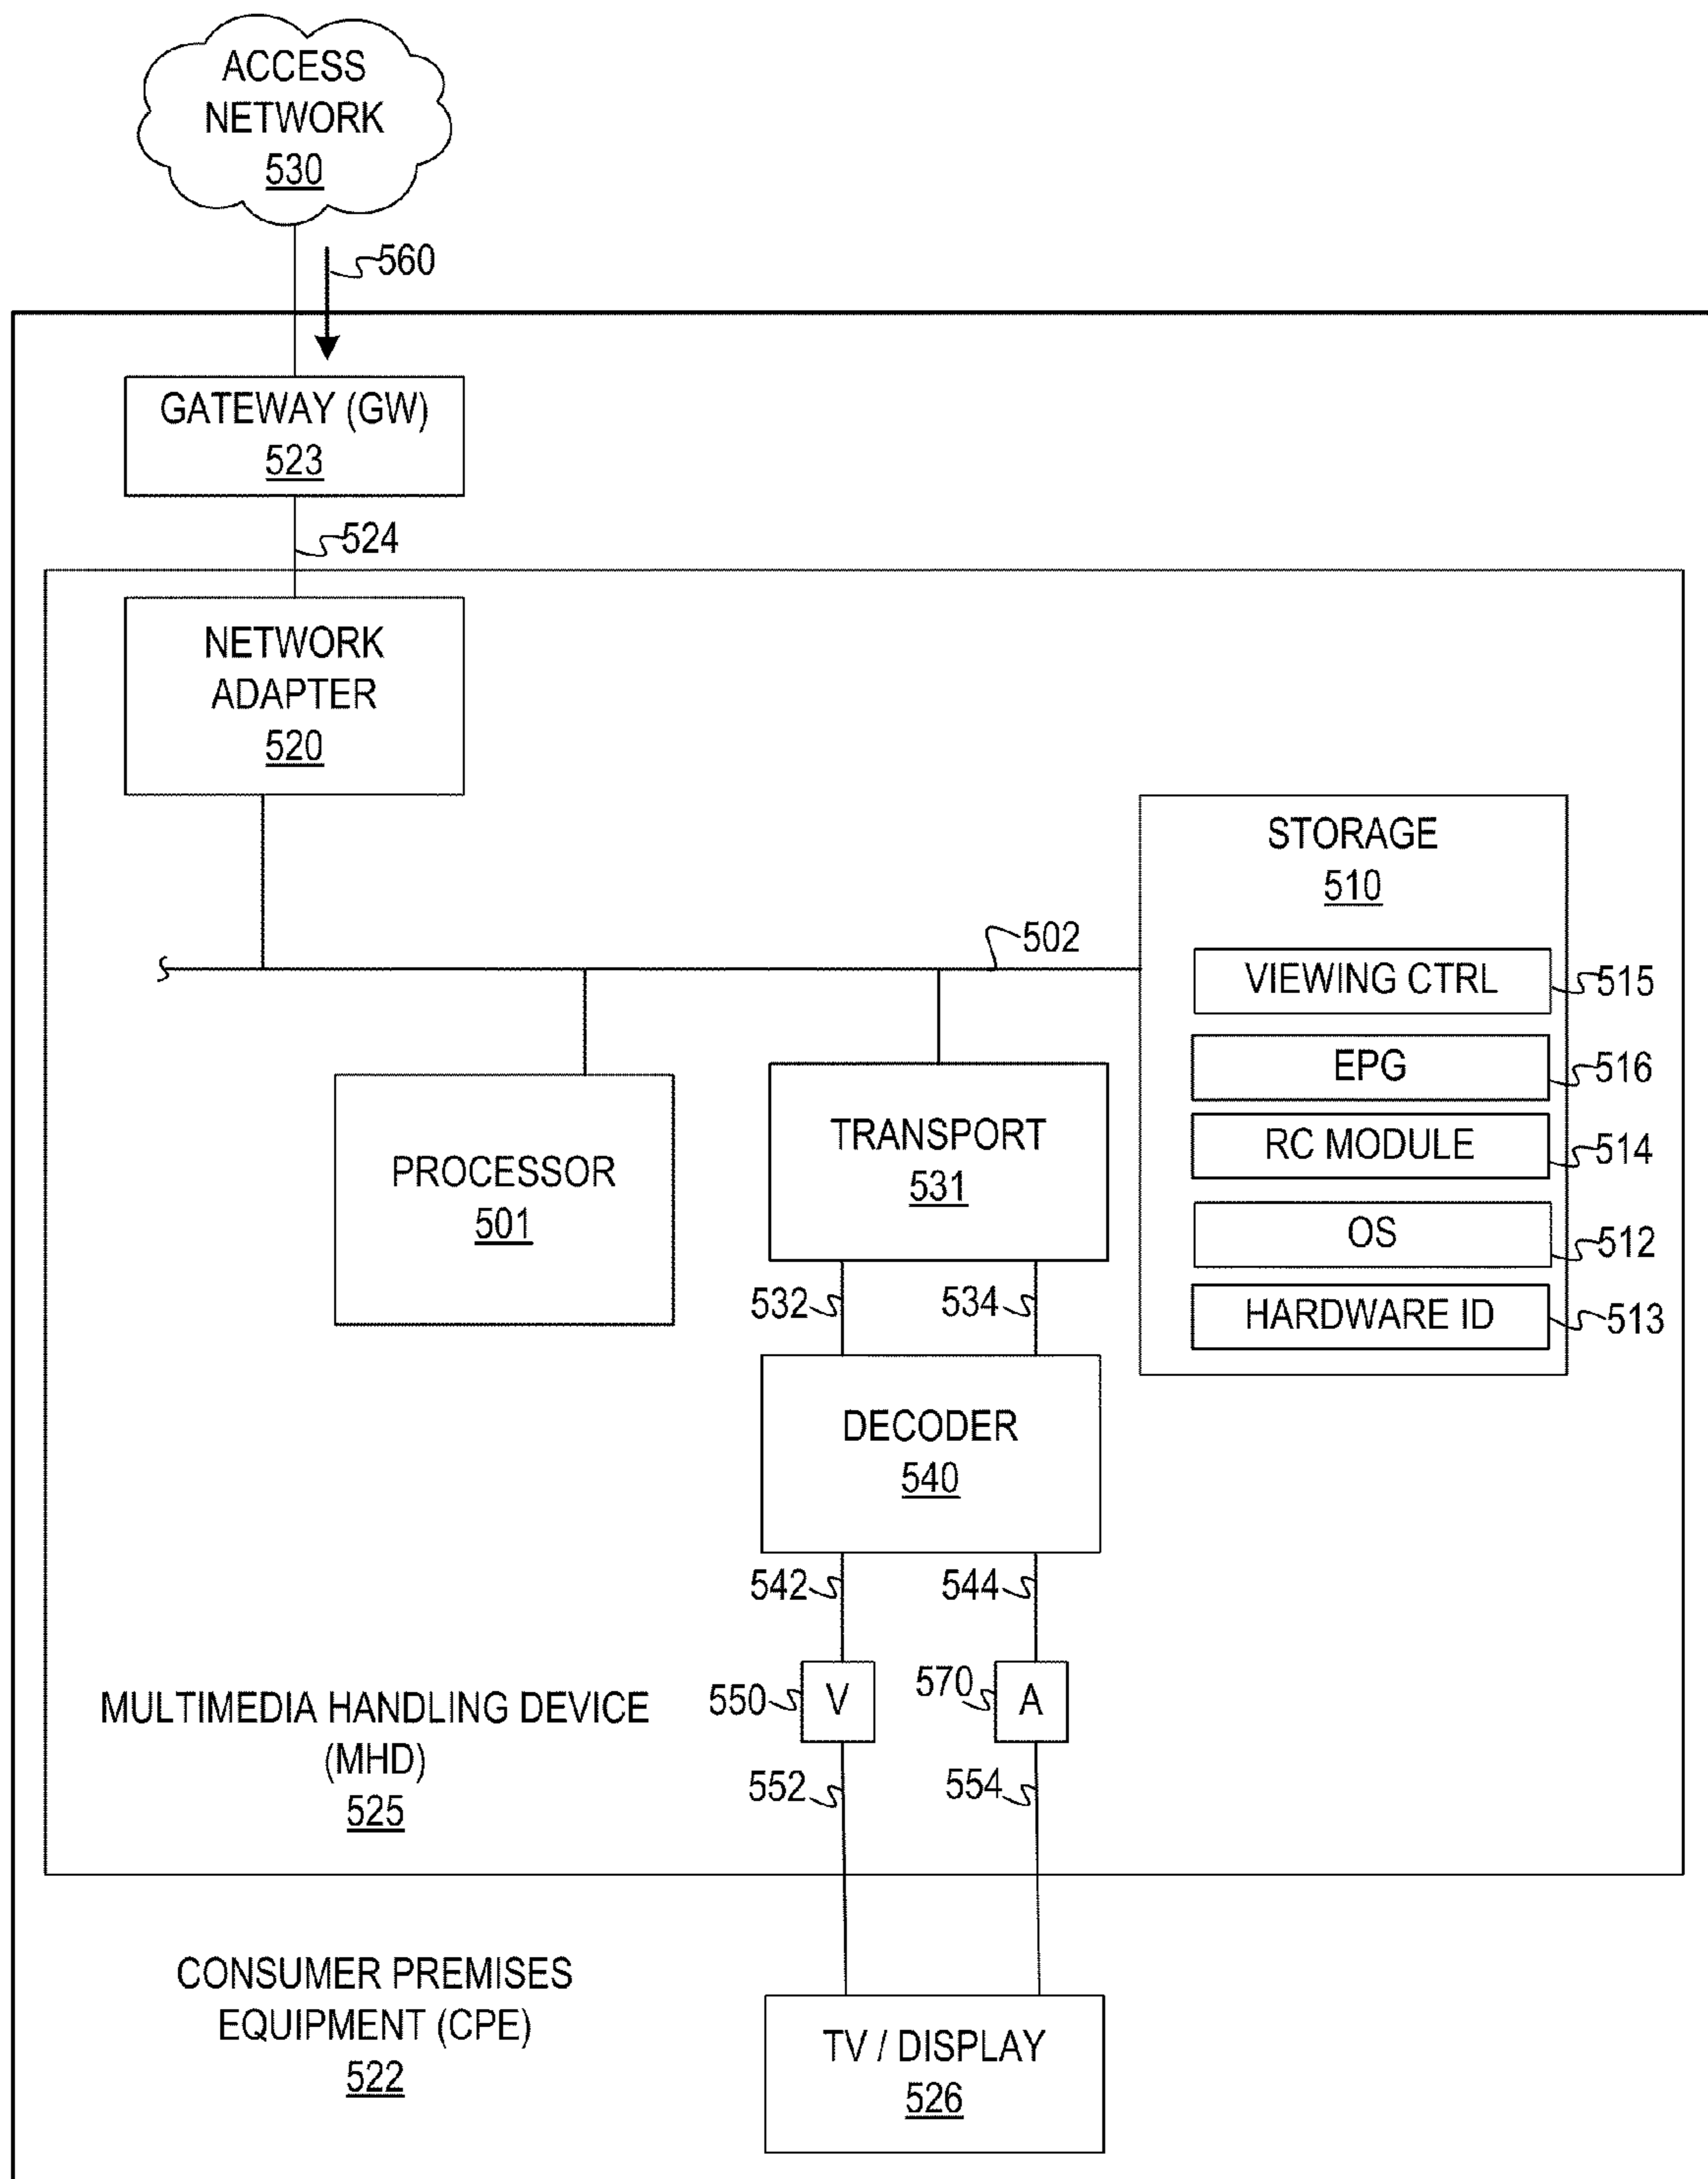 ACCESS
NETWORK
530
560
GATEWAY (GW)
523
524
NETWORK
ADAPTER
520
STORAGE
510
502
VIEWING CTRL
515
EPG
516
RC MODULE
514
OS
512
HARDWARE ID
513
PROCESSOR
501
TRANSPORT
531
532
534
DECODER
540
542
544
550
V
570
A
552
554
MULTIMEDIA HANDLING DEVICE
(MHD)
525
CONSUMER PREMISES
EQUIPMENT (CPE)
522
TV / DISPLAY
526